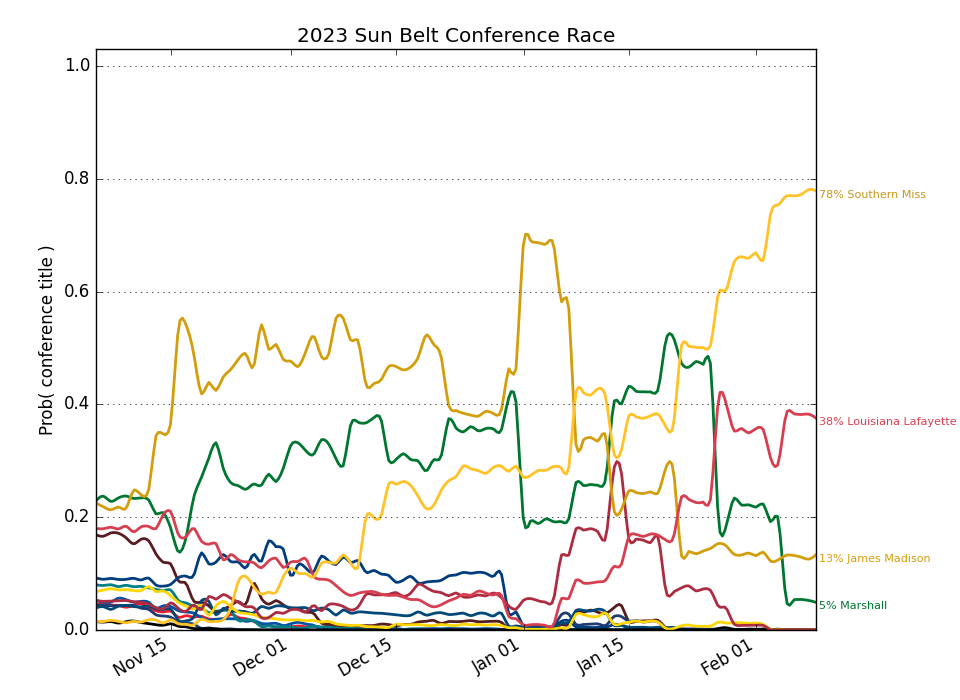 2023 Sun Belt Conference Race
Prob( conference title )
1.0
0.8
0.6
0.4
0.2
0.0
Nov 15
Dec 01
Dec 15
Jan 01
Jan 15
Feb 01
78% Southern Miss
38% Louisiana Lafayette
13% James Madison
5% Marshall